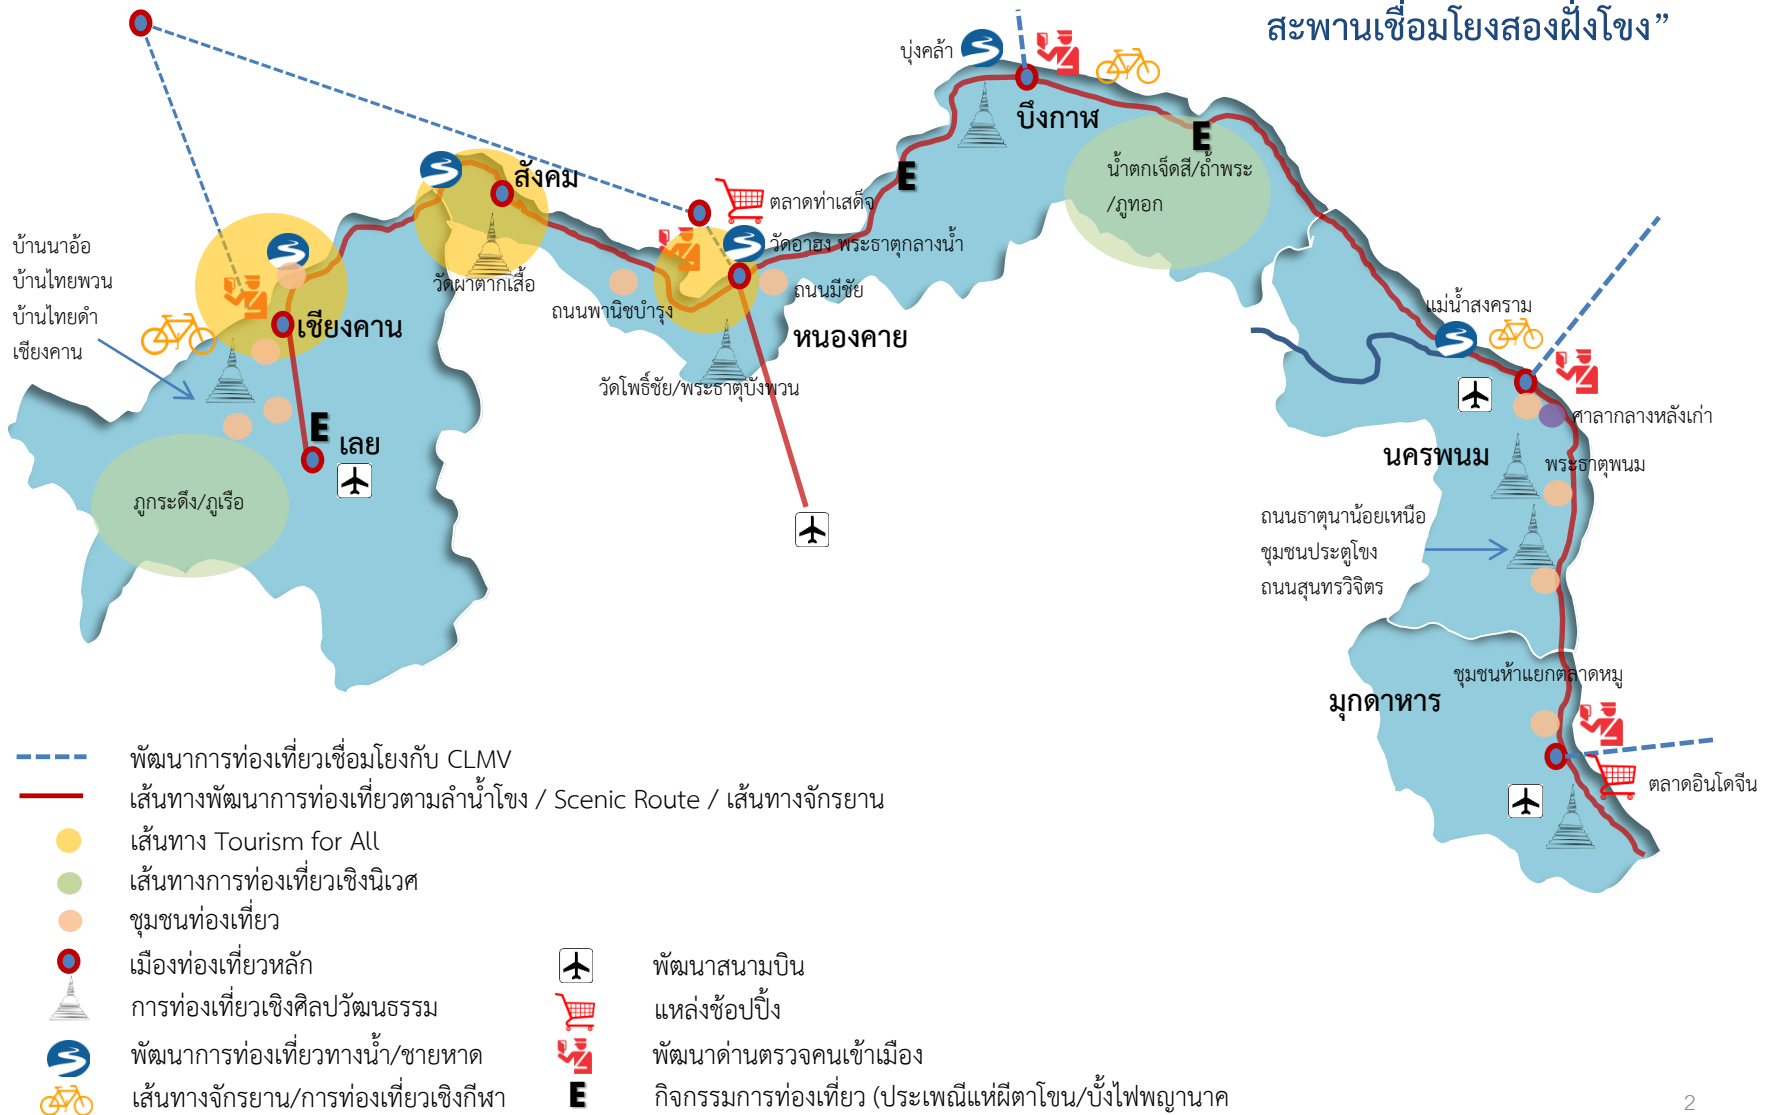 สะพานเชื่อมโยงสองฝั่งโขง”
บุ่งคล้า
บึงกาฬ
น้ำตกเจ็ดสี/ถ้ำพระ
/ภูทอก
E
E
สังคม
ตลาดท่าเสด็จ
วัดอาฮง พระธาตุกลางน้ำ
วัดผาตากเสื้อ
ถนนพานิชบำรุง
ถนนมีชัย
หนองคาย
วัดโพธิ์ชัย/พระธาตุบังพวน
บ้านนาอ้อ
บ้านไทยพวน
บ้านไทยดำ
เชียงคาน
เชียงคาน
E
เลย
ภูกระดึง/ภูเรือ
แม่น้ำสงคราม
ศาลากลางหลังเก่า
นครพนม
พระธาตุพนม
ถนนธาตุนาน้อยเหนือ
ชุมชนประตูโขง
ถนนสุนทรวิจิตร
ชุมชนห้าแยกตลาดหมู
มุกดาหาร
ตลาดอินโดจีน
พัฒนาการท่องเที่ยวเชื่อมโยงกับ CLMV
เส้นทางพัฒนาการท่องเที่ยวตามลำน้ำโขง / Scenic Route / เส้นทางจักรยาน
เส้นทาง Tourism for All
เส้นทางการท่องเที่ยวเชิงนิเวศ
ชุมชนท่องเที่ยว
เมืองท่องเที่ยวหลัก
การท่องเที่ยวเชิงศิลปวัฒนธรรม
พัฒนาการท่องเที่ยวทางน้ำ/ชายหาด
เส้นทางจักรยาน/การท่องเที่ยวเชิงกีฬา
พัฒนาสนามบิน
แหล่งช้อปปิ้ง
พัฒนาด่านตรวจคนเข้าเมือง
E กิจกรรมการท่องเที่ยว (ประเพณีแห่ผีตาโขน/บั้งไฟพญานาค
2